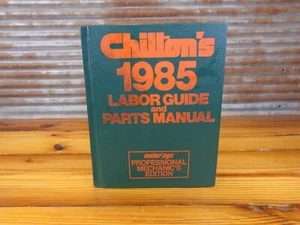 Chilton's
1985
LABOR GUIDE
and
PARTS MANUAL
motor/age
PROFESSIONAL
MECHANIC'S
EDITION